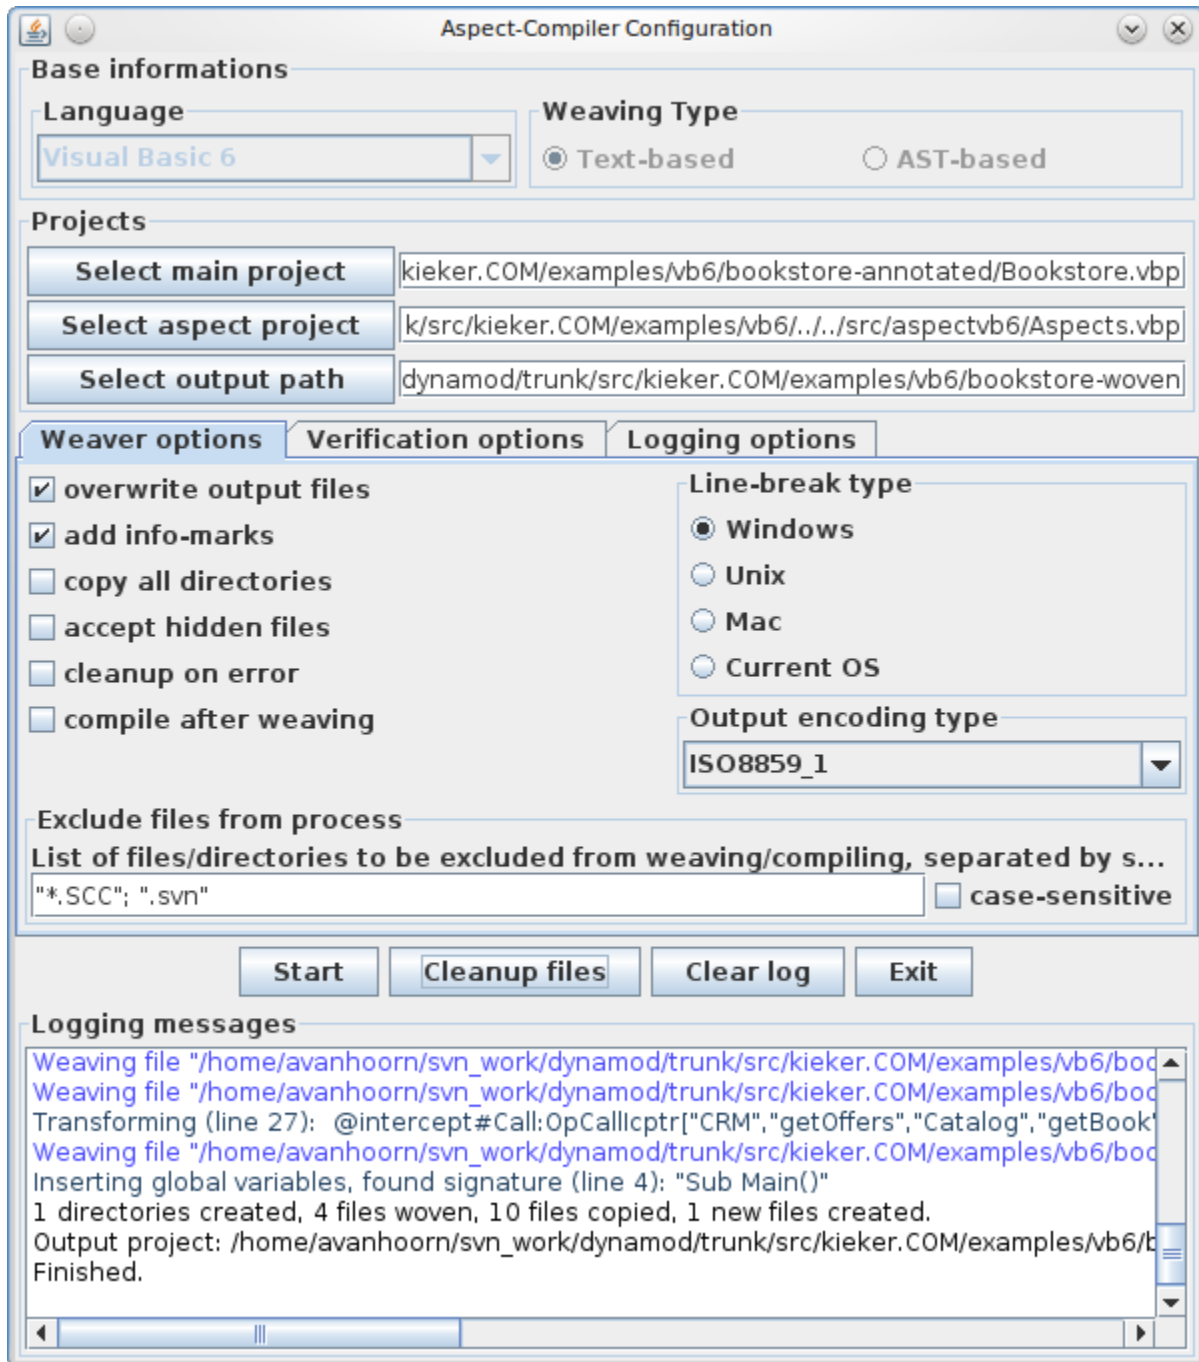 Aspect-Compiler Configuration
Base informations
Language
Weaving Type
Visual Basic 6
Text-based
AST-based
Projects
Select main project
kieker.COM/examples/vb6/bookstore-annotated/Bookstore.vbp
Select aspect project
k/src/kieker.COM/examples/vb6/../../src/aspectvb6/Aspects.vbp
Select output path
dynamod/trunk/src/kieker.COM/examples/vb6/bookstore-woven
Weaver options
Verification options
Logging options
overwrite output files
add info-marks
copy all directories
accept hidden files
cleanup on error
compile after weaving
Line-break type
Windows
Unix
Mac
Current OS
Output encoding type
ISO8859_1
Exclude files from process
List of files/directories to be excluded from weaving/compiling, separated by s...
"*.SCC"; ".svn"
case-sensitive
Start
Cleanup files
Clear log
Exit
Logging messages
Weaving file "/home/avanhoorn/svn_work/dynamod/trunk/src/kieker.COM/examples/vb6/boo
Weaving file "/home/avanhoorn/svn_work/dynamod/trunk/src/kieker.COM/examples/vb6/boo
Transforming (line 27):  @intercept#Call:OpCallIcptr["CRM","getOffers","Catalog","getBook"
Weaving file "/home/avanhoorn/svn_work/dynamod/trunk/src/kieker.COM/examples/vb6/boo
Inserting global variables, found signature (line 4): "Sub Main()"
1 directories created, 4 files woven, 10 files copied, 1 new files created.
Output project: /home/avanhoorn/svn_work/dynamod/trunk/src/kieker.COM/examples/vb6/b
Finished.